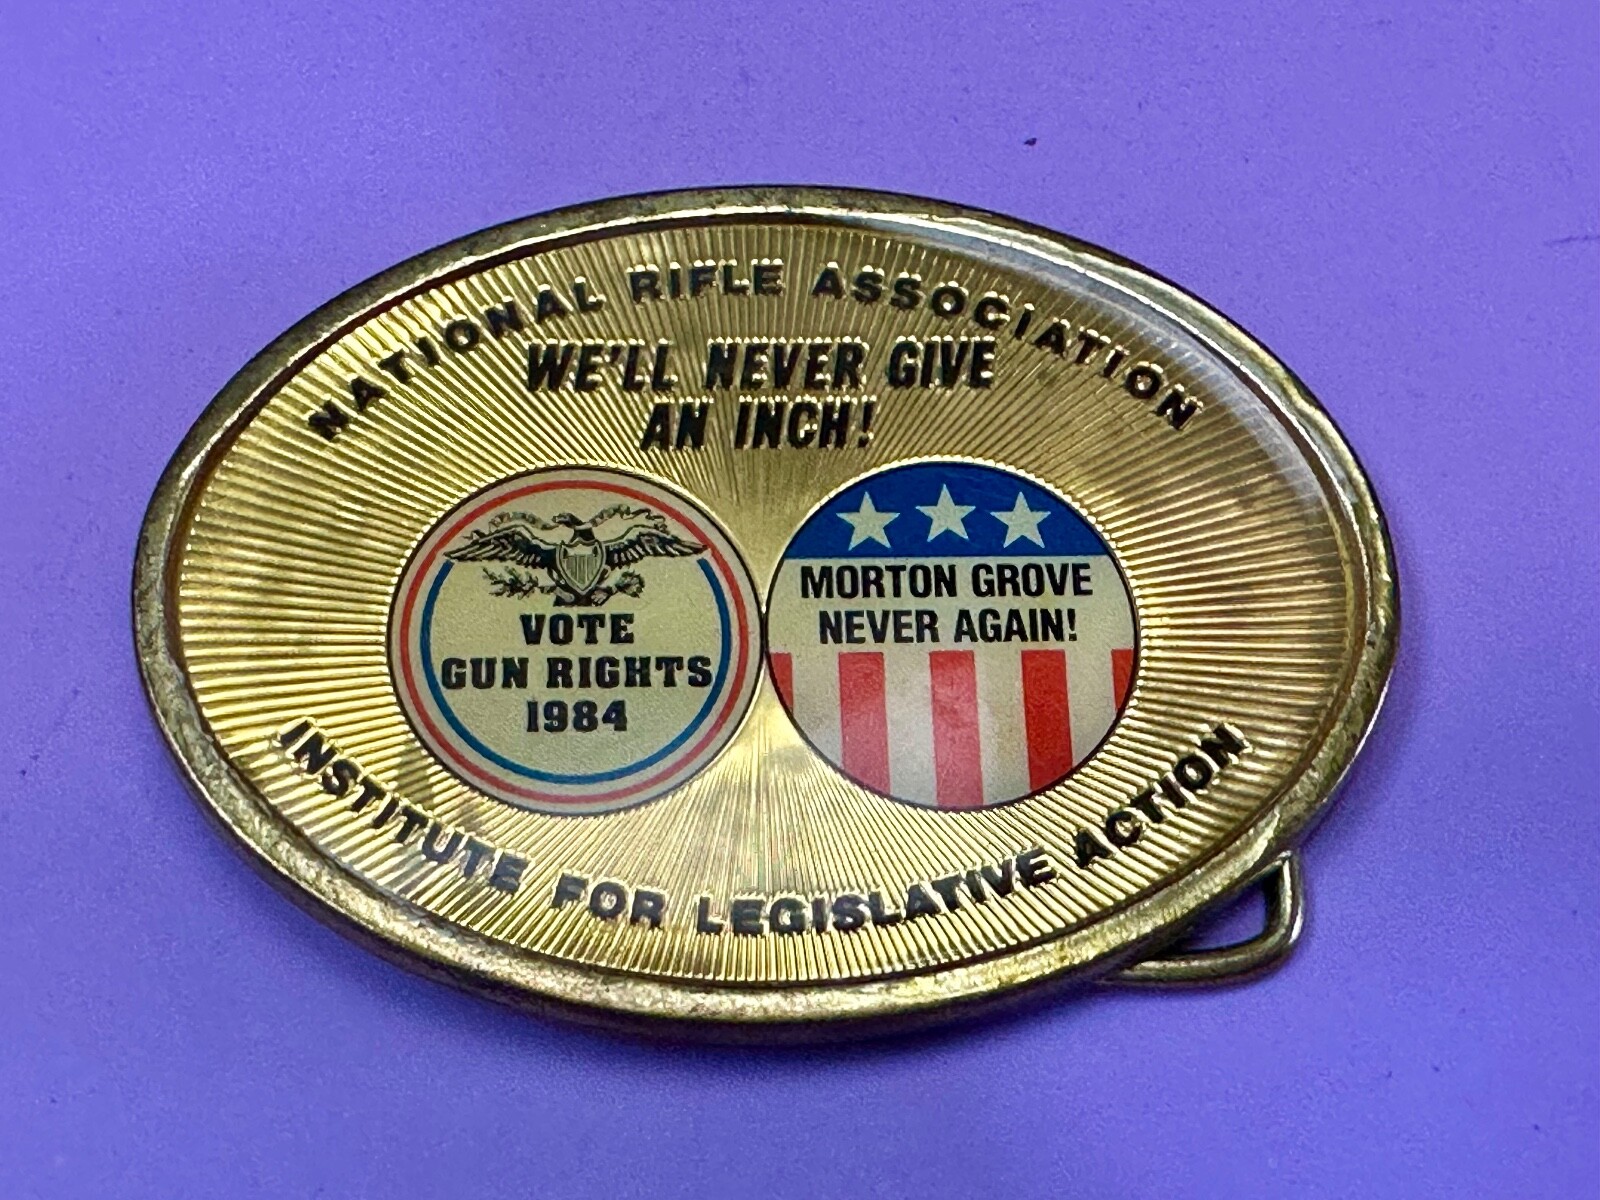 NATIONAL RIFLE ASSOCIATION
WE'LL NEVER GIVE
AN INCH!
VOTE
GUN RIGHTS
1984
MORTON GROVE
NEVER AGAIN!
INSTITUTE FOR LEGISLATIVE ACTION